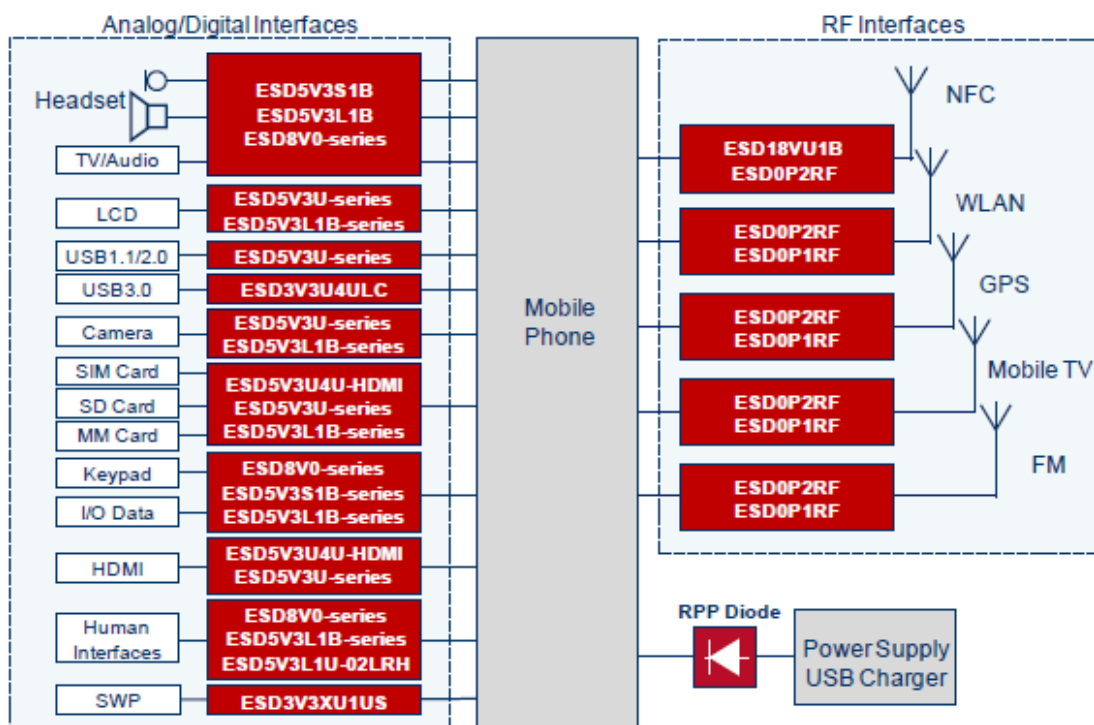 Analog/Digital Interfaces
Headset
ESD5V3S1B
ESD5V3L1B
ESD8V0-series
TV/Audio
LCD
ESD5V3U-series
ESD5V3L1B-series
USB1.1/2.0
ESD5V3U-series
USB3.0
ESD3V3U4ULC
Camera
ESD5V3U-series
ESD5V3L1B-series
SIM Card
SD Card
MM Card
ESD5V3U4U-HDMI
ESD5V3U-series
ESD5V3L1B-series
Keypad
I/O Data
ESD8V0-series
ESD5V3S1B-series
ESD5V3L1B-series
HDMI
ESD5V3U4U-HDMI
ESD5V3U-series
Human
Interfaces
ESD8V0-series
ESD5V3L1B-series
ESD5V3L1U-02LRH
SWP
ESD3V3XU1US
Mobile
Phone
RF Interfaces
ESD18VU1B
ESD0P2RF
NFC
ESD0P2RF
ESD0P1RF
WLAN
ESD0P2RF
ESD0P1RF
GPS
ESD0P2RF
ESD0P1RF
Mobile TV
ESD0P2RF
ESD0P1RF
FM
RPP Diode
Power Supply
USB Charger